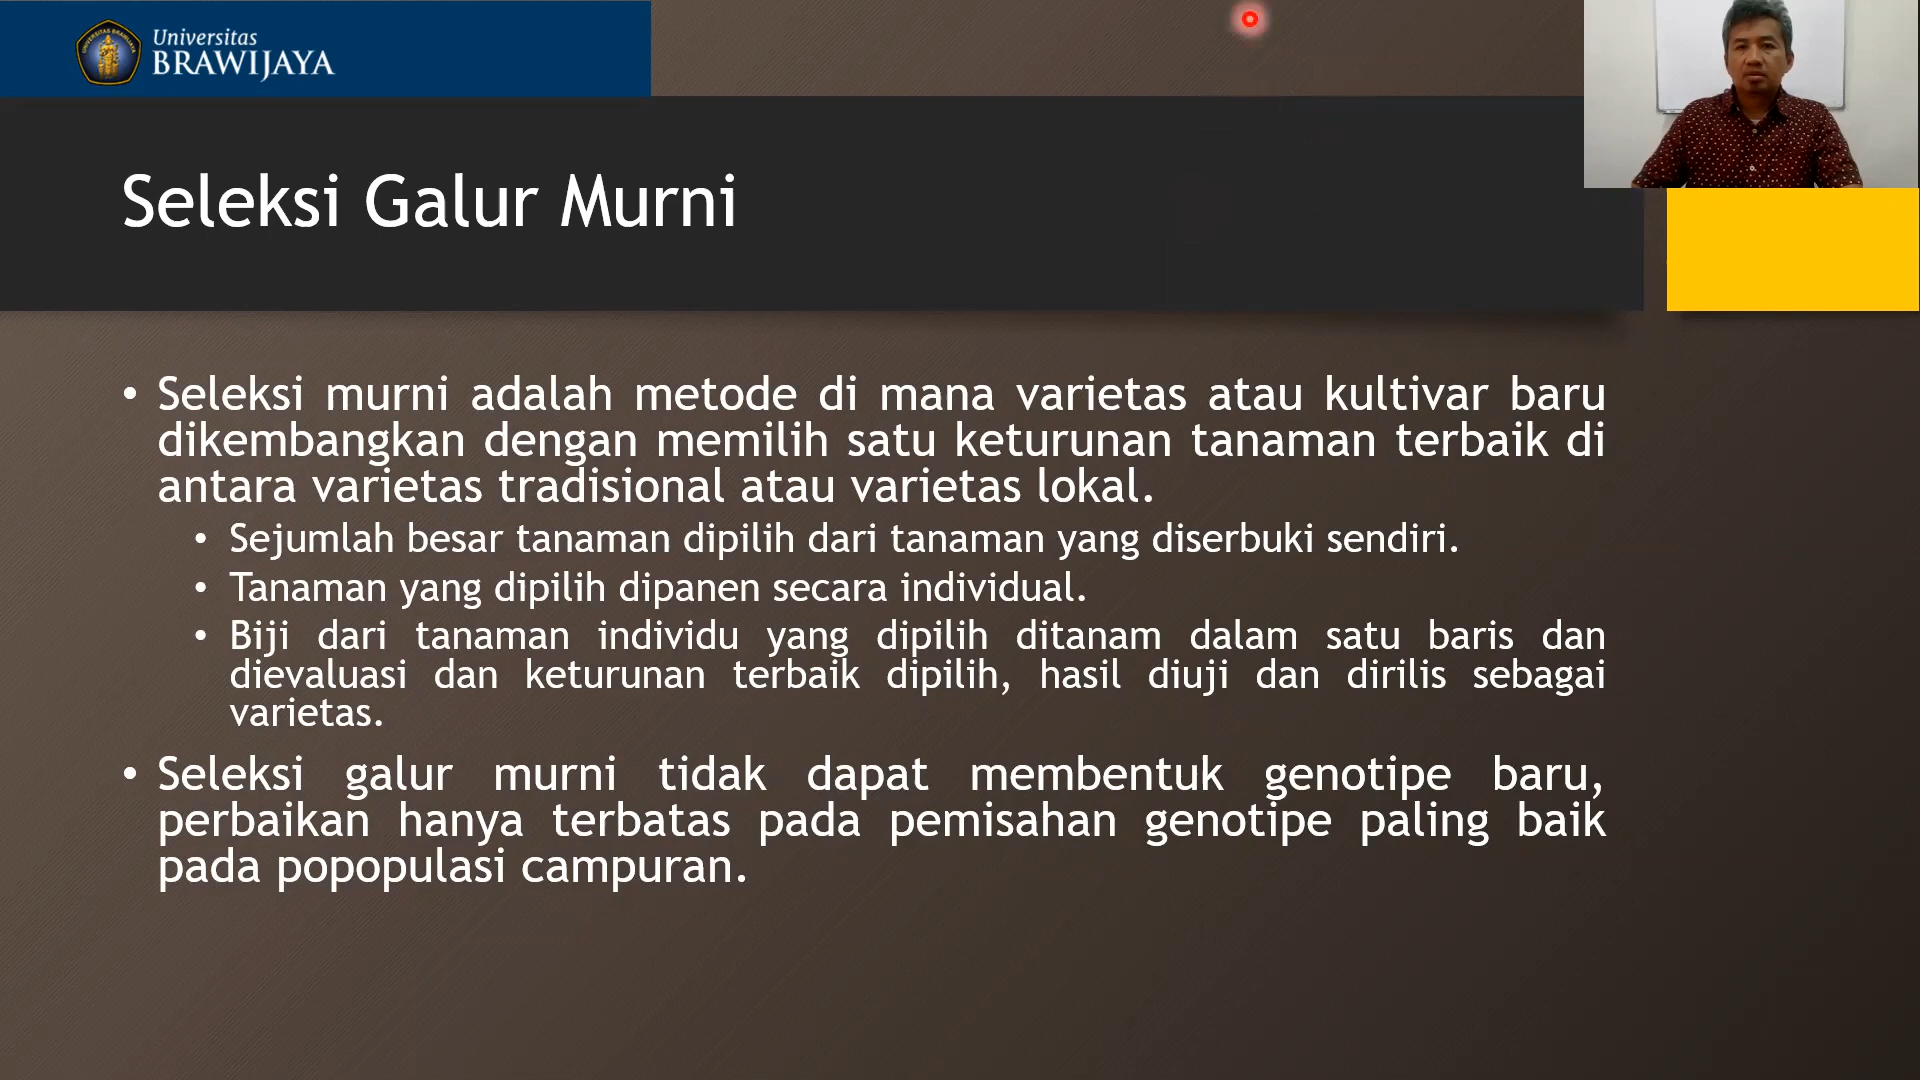 Universitas
BRAWIJAYA
Seleksi Galur Murni
• Seleksi murni adalah metode di mana varietas atau kultivar baru
dikembangkan dengan memilih satu keturunan tanaman terbaik di
antara varietas tradisional atau varietas lokal.
• Sejumlah besar tanaman dipilih dari tanaman yang diserbuki sendiri.
• Tanaman yang dipilih dipanen secara individual.
• Biji dari tanaman individu yang dipilih ditanam dalam satu baris dan
dievaluasi dan keturunan terbaik dipilih, hasil diuji dan dirilis sebagai
varietas.
• Seleksi galur murni tidak dapat membentuk genotipe baru,
perbaikan hanya terbatas pada pemisahan genotipe paling baik
pada popopulasi campuran.